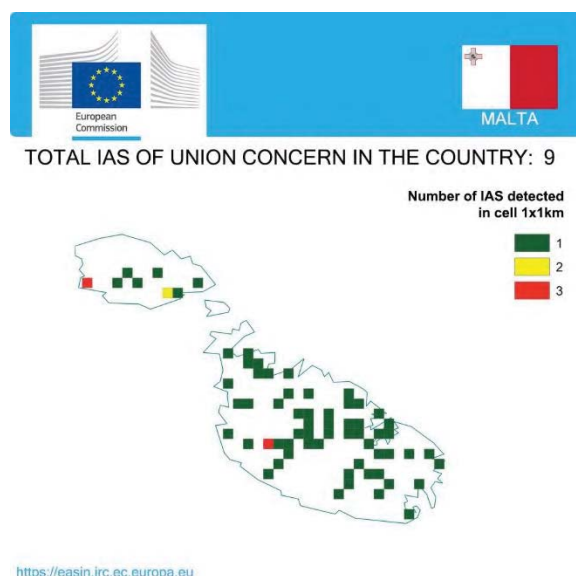 European
Commission
MALTA
TOTAL IAS OF UNION CONCERN IN THE COUNTRY: 9
Number of IAS detected
in cell 1x1km
1
2
3
https://easin.jrc.ec.europa.eu